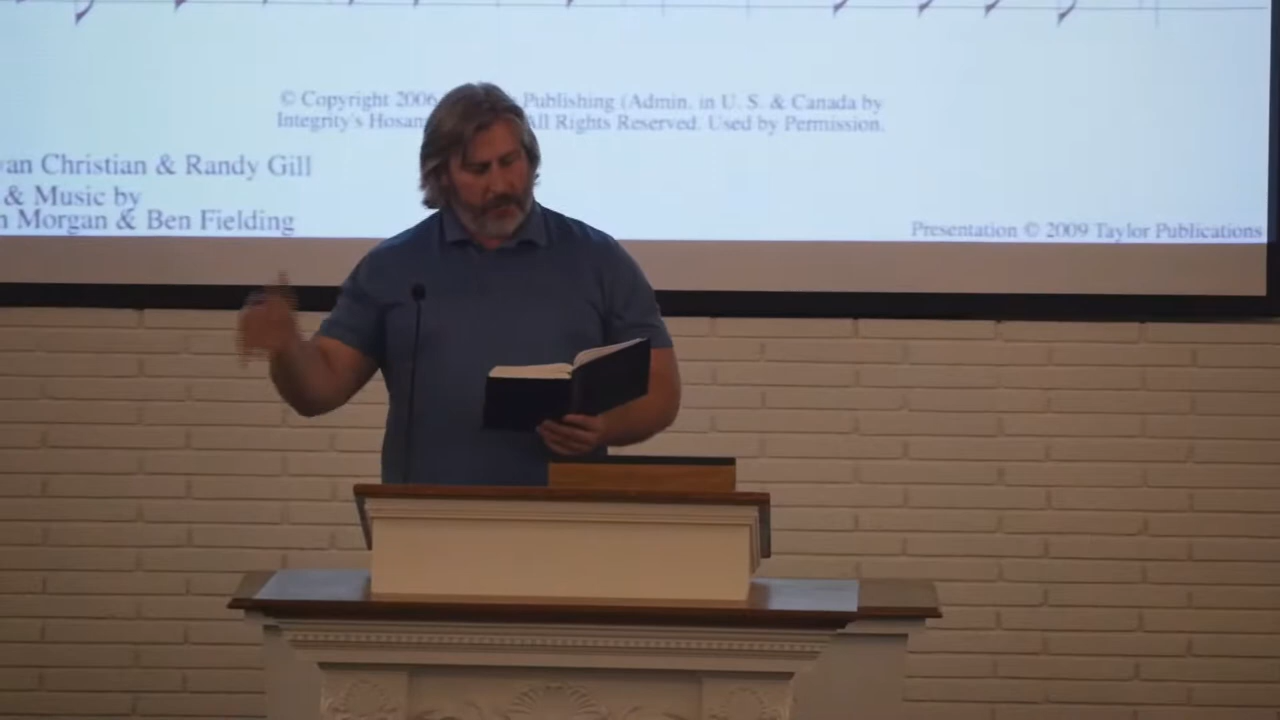 © Copyright 2006 Publishing (Admin. in U. S. & Canada by
Integrity's Hosan All Rights Reserved. Used by Permission.
an Christian & Randy Gill
& Music by
n Morgan & Ben Fielding
Presentation © 2009 Taylor Publications